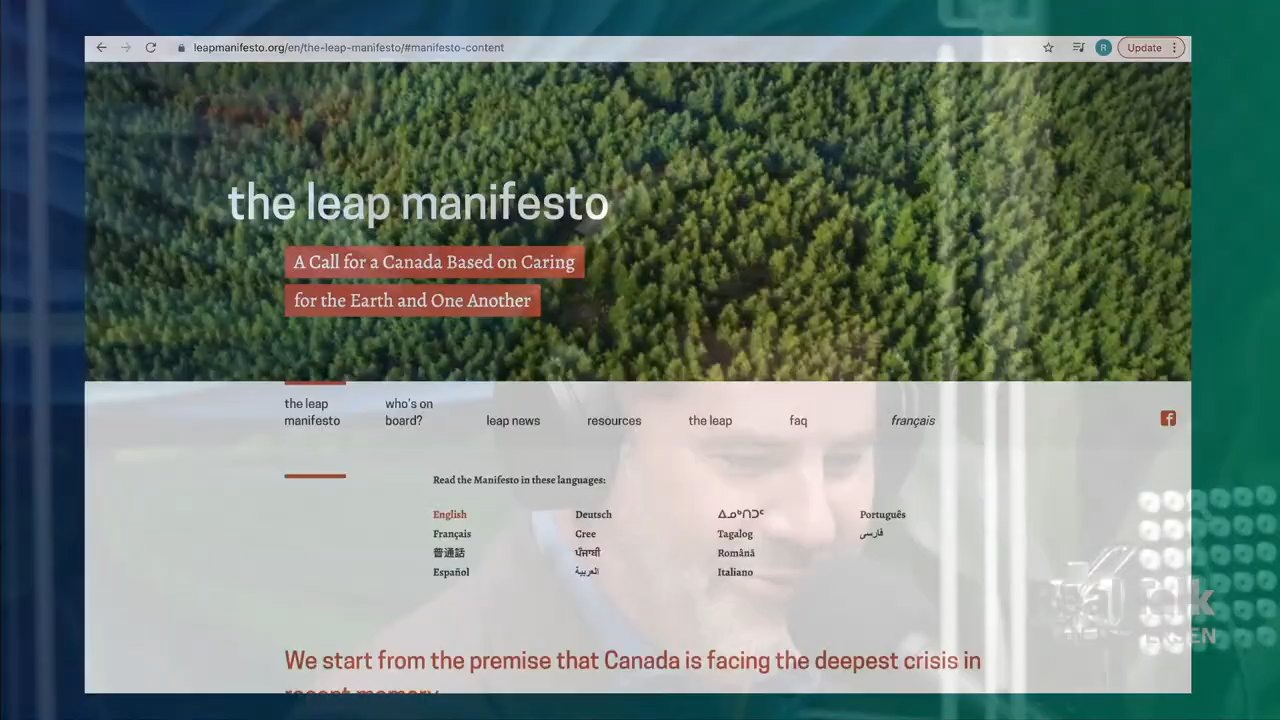 leapmanifesto.org/en/the-leap-manifesto/#manifesto-content
R
Update
the leap manifesto
A Call for a Canada Based on Caring
for the Earth and One Another
the leap
manifesto
who's on
board?
leap news
resources
the leap
faq
français
Read the Manifesto in these languages:
English
Deutsch
ᐃᓄᒃᑎᑐᑦ
Português
Français
Cree
Tagalog
فارسی
普通話
ਪੰਜਾਬੀ
Română
Español
العربية
Italiano
We start from the premise that Canada is facing the deepest crisis in
recent memory